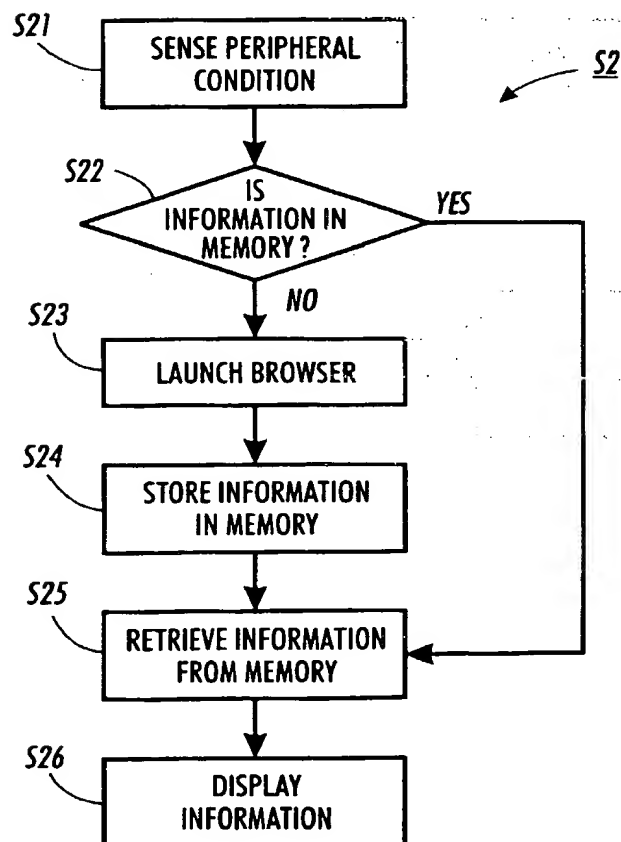 S21
SENSE PERIPHERAL
CONDITION
S2
S22
IS
INFORMATION IN
MEMORY?
YES
NO
S23
LAUNCH BROWSER
S24
STORE INFORMATION
IN MEMORY
S25
RETRIEVE INFORMATION
FROM MEMORY
S26
DISPLAY
INFORMATION